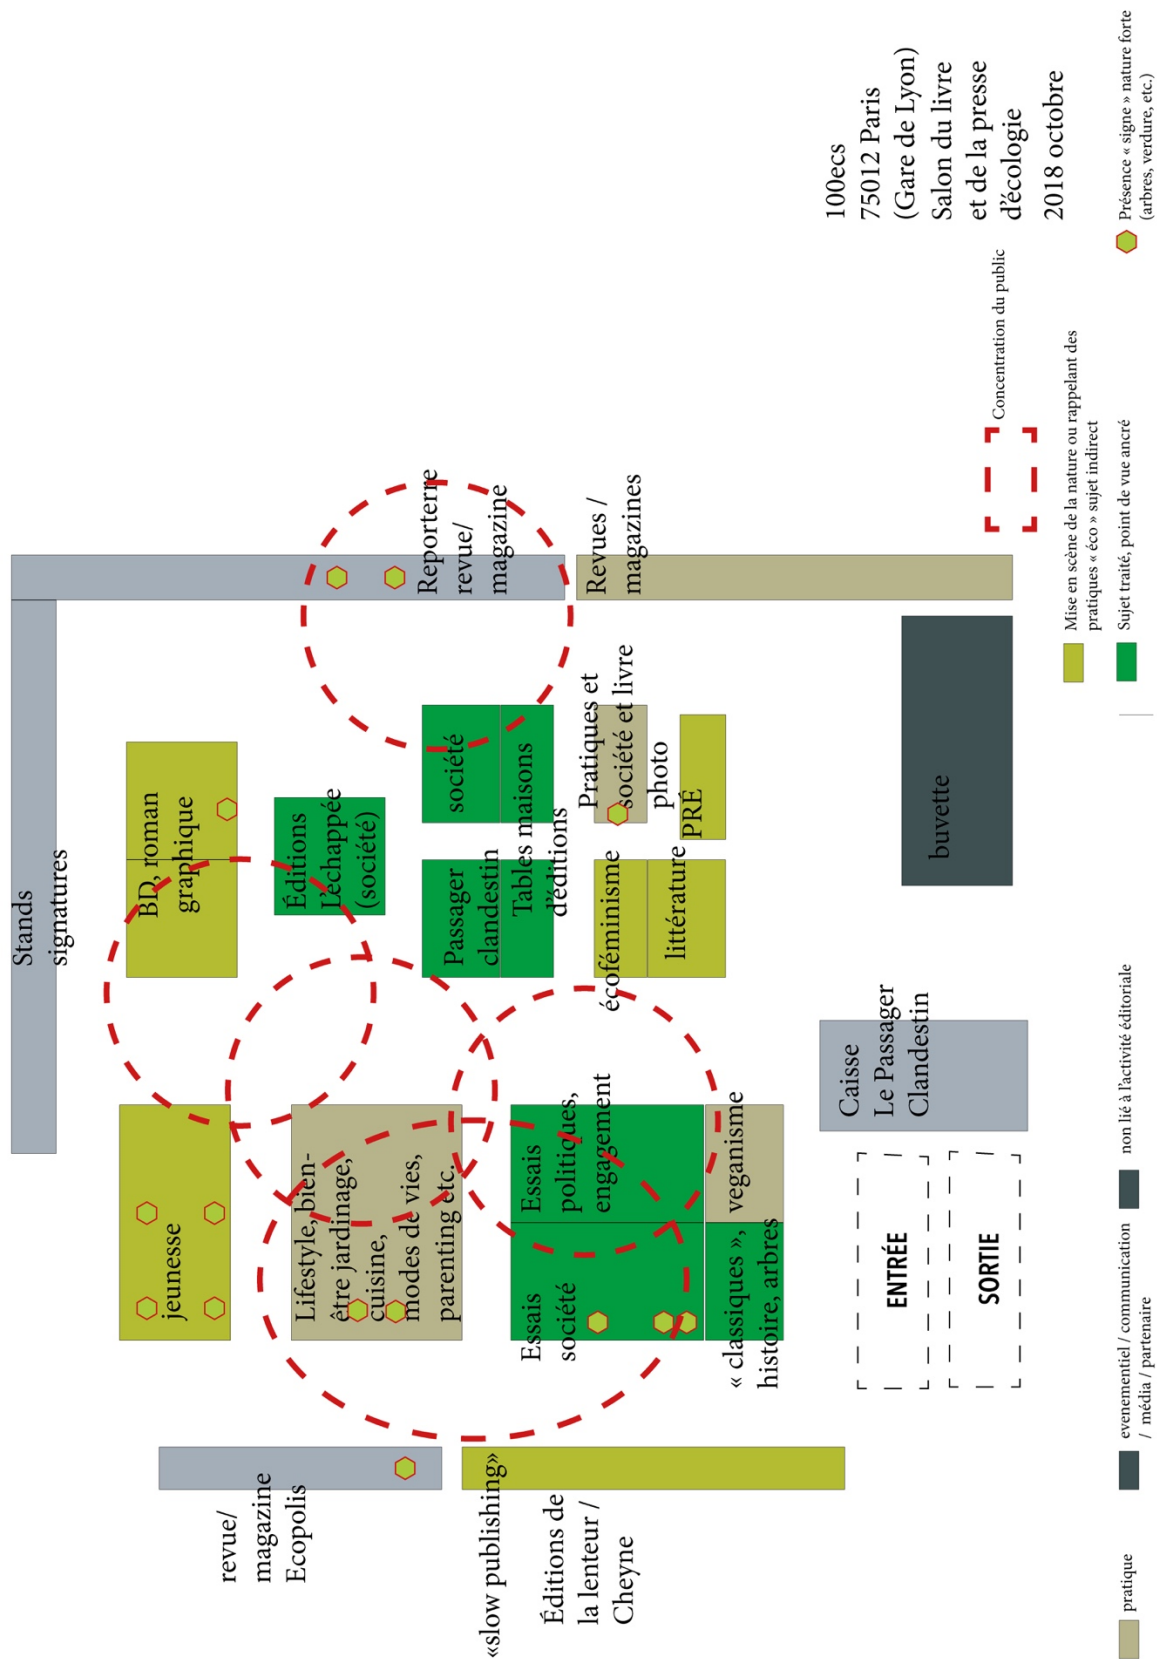 Stands
signatures
jeunesse
BD, roman
graphique
revue/
magazine
Ecopolis
Lifestyle, bien-
être jardinage,
cuisine,
modes de vies,
parenting etc.
Éditions
L'échappée
(société)
Reporterre
revue/
magazine
Passager
clandestin
société
Tables maisons
d'éditions
«slow publishing»
Éditions de
la lenteur /
Cheyne
Essais
société
Essais
politiques,
engagement
écoféminisme
littérature
Pratiques et
société et livre
photo
PRÉ
Revues /
magazines
« classiques »,
histoire, arbres
veganisme
Caisse
Le Passager
Clandestin
buvette
ENTRÉE
SORTIE
100ecs
75012 Paris
(Gare de Lyon)
Salon du livre
et de la presse
d'écologie
2018 octobre
Concentration du public
Mise en scène de la nature ou rappelant des
pratiques « éco » sujet indirect
pratique
evenementiel / communication
/ média / partenaire
non lié à l'activité éditoriale
Sujet traité, point de vue ancré
Présence « signe » nature forte
(arbres, verdure, etc.)